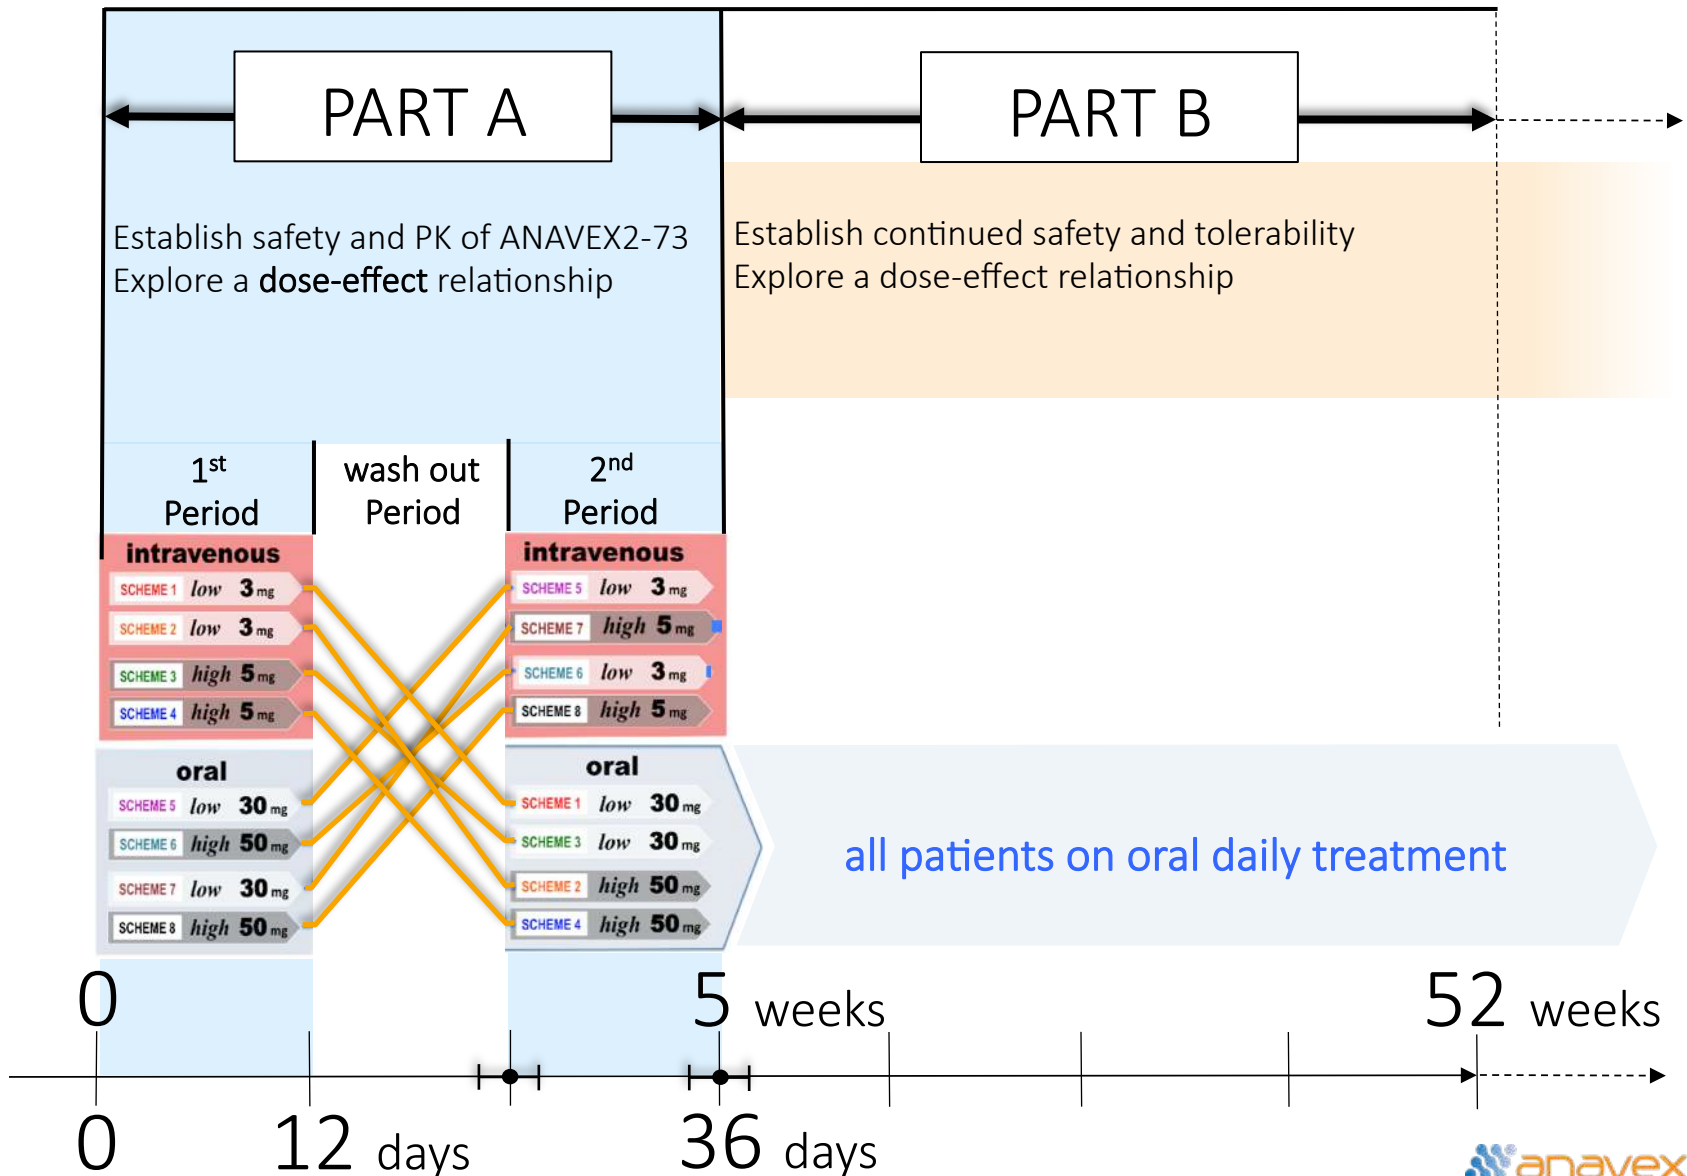 PART A
PART B
Establish safety and PK of ANAVEX2-73
Explore a dose-effect relationship
Establish continued safety and tolerability
Explore a dose-effect relationship
1st
Period
wash out
Period
2nd
Period
intravenous
SCHEME 1 low 3 mg
SCHEME 2 low 3 mg
SCHEME 3 high 5 mg
SCHEME 4 high 5 mg
intravenous
SCHEME 5 low 3 mg
SCHEME 7 high 5 mg
SCHEME 6 low 3 mg
SCHEME 8 high 5 mg
oral
SCHEME 5 low 30 mg
SCHEME 6 high 50 mg
SCHEME 7 low 30 mg
SCHEME 8 high 50 mg
oral
SCHEME 1 low 30 mg
SCHEME 3 low 30 mg
SCHEME 2 high 50 mg
SCHEME 4 high 50 mg
all patients on oral daily treatment
0
5 weeks
52 weeks
0
12 days
36 days
anavex